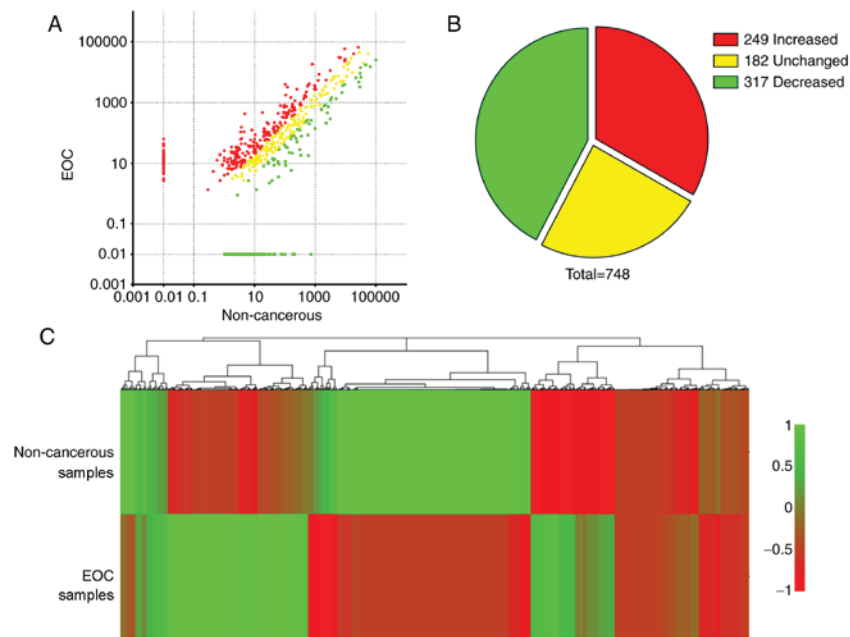 A
EOC
100000
1000
10
0.1
0.01
0.001
0.001 0.01 0.1 10 1000 100000
Non-cancerous
B
249 Increased
182 Unchanged
317 Decreased
Total=748
C
Non-cancerous
samples
EOC
samples
1
0.5
0
−0.5
−1